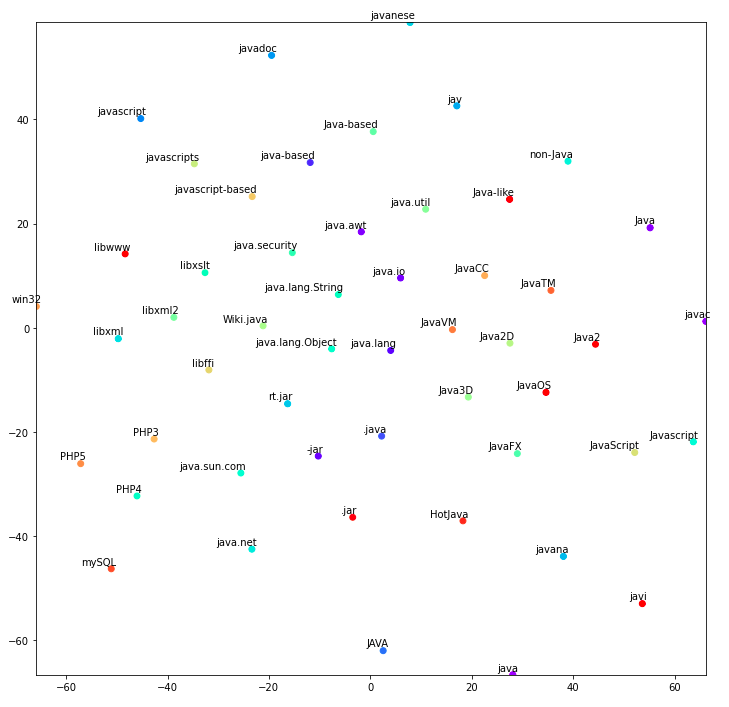 javanese
javadoc
jav
javascript
Java-based
javascripts
java-based
non-Java
javascript-based
Java-like
java.util
Java
java.awt
libwww
java.security
libxslt
java.io
JavaCC
java.lang.String
JavaTM
win32
libxml2
Wiki.java
javac
libxml
java.lang.Object
java.lang
JavaVM
Java2D
Java2
libffi
rt.jar
Java3D
JavaOS
PHP3
.java
Javascript
PHP5
-jar
JavaFX
JavaScript
java.sun.com
PHP4
.jar
HotJava
java.net
javana
mySQL
javi
JAVA
java
40
20
0
−20
−40
−60
−60 −40 −20 0 20 40 60